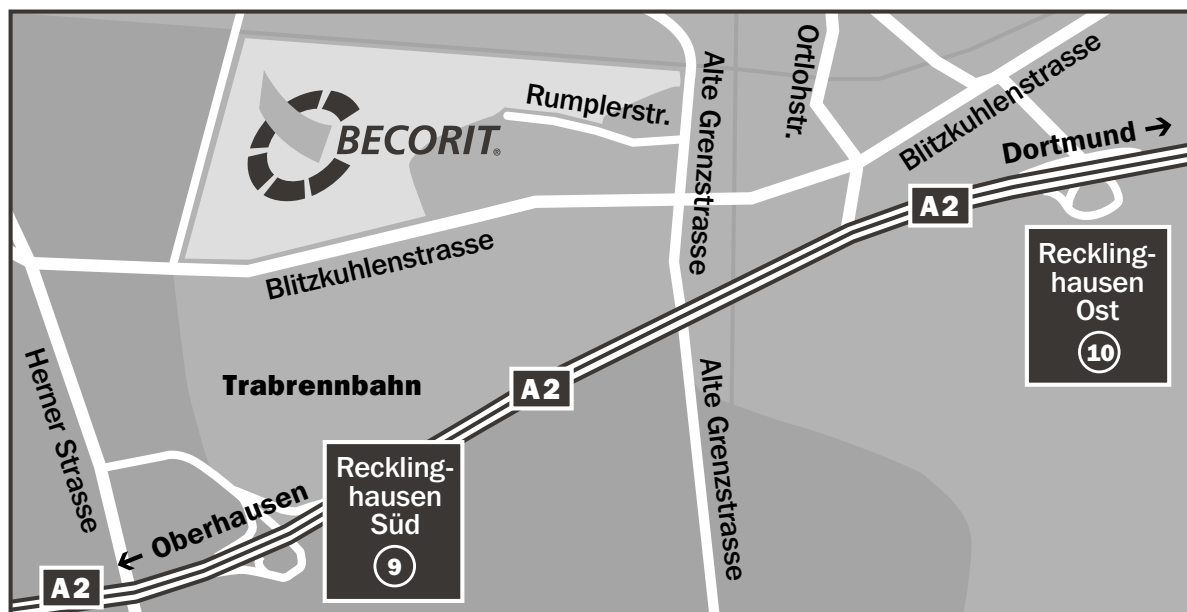 Alte Grenzstrasse
Ortlohstr.
Blitzkuhlenstrasse
Rumplerstr.
BECORIT®
Dortmund →
A2
Blitzkuhlenstrasse
Reckling-
hausen
Ost
10
Herner Strasse
Trabrennbahn
A2
Alte Grenzstrasse
Reckling-
hausen
Süd
9
← Oberhausen
A2